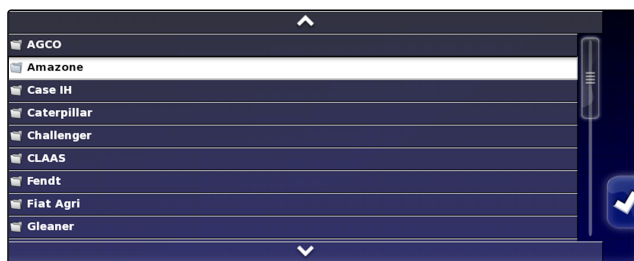 AGCO
Amazone
Case IH
Caterpillar
Challenger
CLAAS
Fendt
Fiat Agri
Gleaner